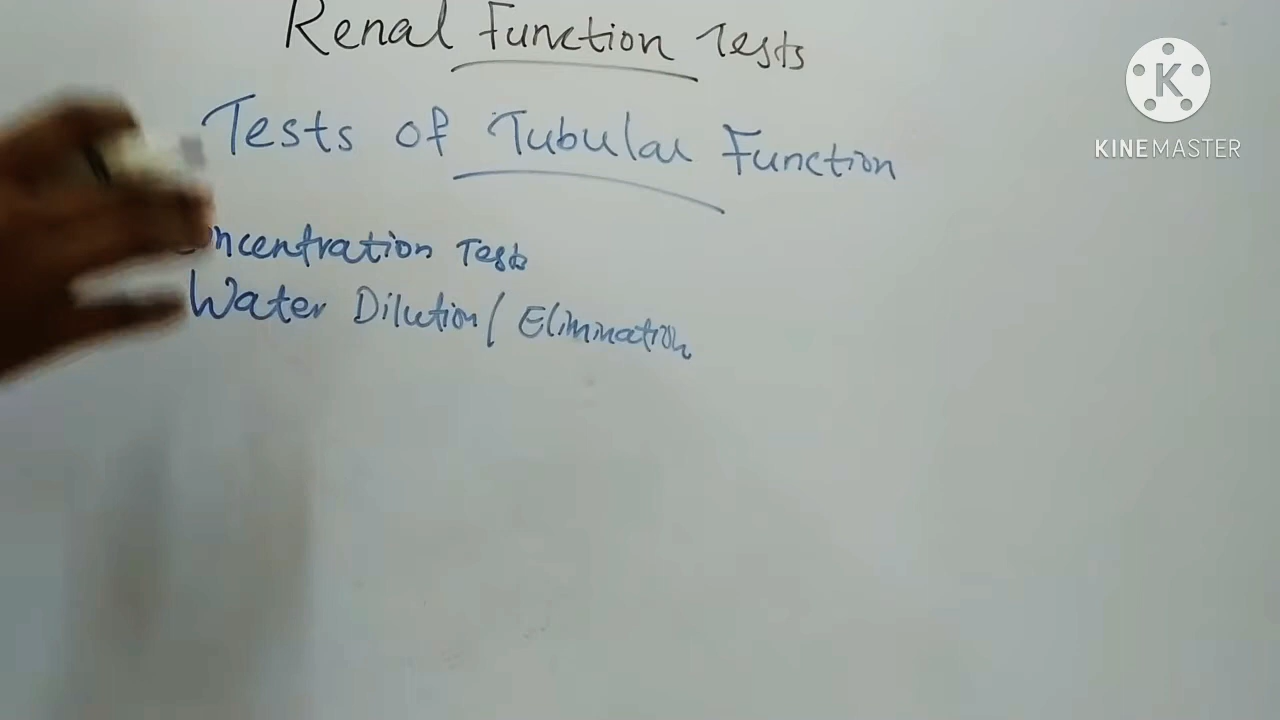 Renal Function Tests
K
KINEMASTER
Tests of Tubular Function
ncentration Tests
Water Dilution / Elimination